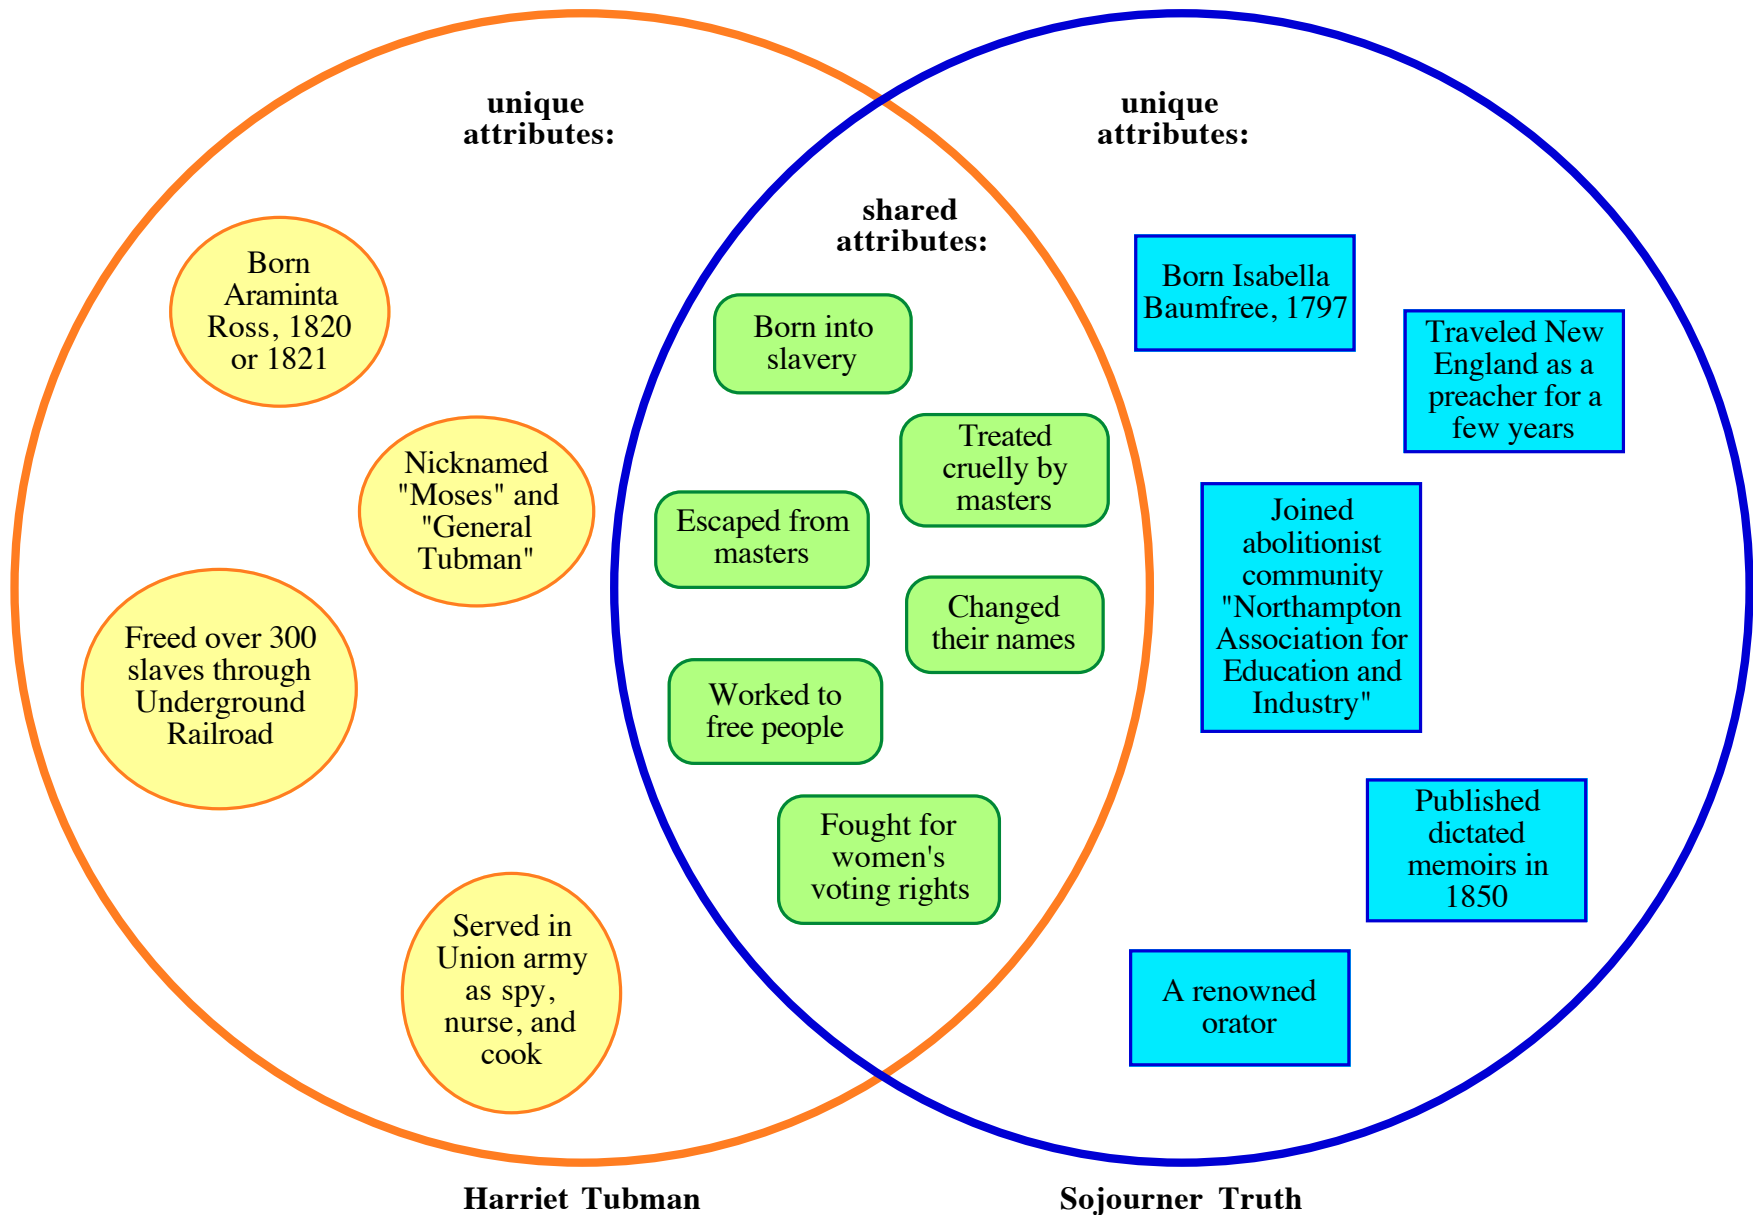 unique
attributes:
Born
Araminta
Ross, 1820
or 1821
Nicknamed
"Moses" and
"General
Tubman"
Freed over 300
slaves through
Underground
Railroad
Served in
Union army
as spy,
nurse, and
cook
shared
attributes:
Born into
slavery
Treated
cruelly by
masters
Escaped from
masters
Changed
their names
Worked to
free people
Fought for
women's
voting rights
unique
attributes:
Born Isabella
Baumfree, 1797
Traveled New
England as a
preacher for a
few years
Joined
abolitionist
community
"Northampton
Association for
Education and
Industry"
Published
dictated
memoirs in
1850
A renowned
orator
Harriet Tubman
Sojourner Truth